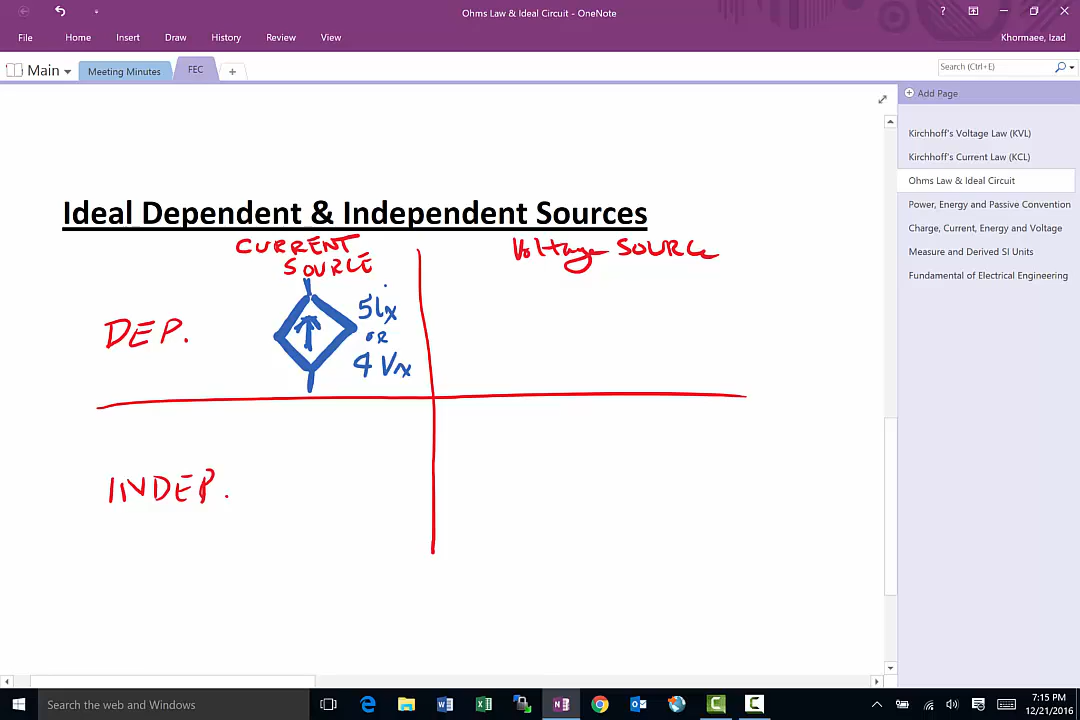 Ohms Law & Ideal Circuit - OneNote
?
File Home Insert Draw History Review View
Khormaee, Izad
Main
Meeting Minutes
FEC
+
Search (Ctrl+E)
Add Page
Kirchhoff's Voltage Law (KVL)
Kirchhoff's Current Law (KCL)
Ohms Law & Ideal Circuit
Power, Energy and Passive Convention
Charge, Current, Energy and Voltage
Measure and Derived SI Units
Fundamental of Electrical Engineering
Ideal Dependent & Independent Sources
CURRENT
SOURCE
Voltage SOURCE
DEP.
5ix
OR
4Vx
INDEP.
Search the web and Windows
7:15 PM
12/21/2016